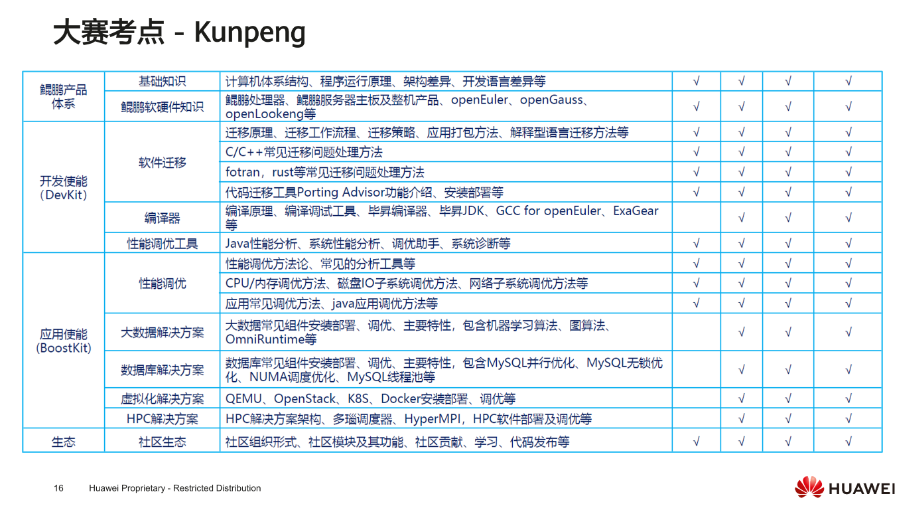 大赛考点 - Kunpeng
鲲鹏产品
体系
基础知识
计算机体系结构、程序运行原理、架构差异、开发语言差异等
√ √ √ √
鲲鹏软硬件知识
鲲鹏处理器、鲲鹏服务器主板及整机产品、openEuler、openGauss、
openLookeng等
√ √ √ √
开发使能
（DevKit）
软件迁移
迁移原理、迁移工作流程、迁移策略、应用打包方法、解释型语言迁移方法等
√ √ √ √
C/C++常见迁移问题处理方法
√ √ √ √
fotran，rust等常见迁移问题处理方法
√ √ √ √
代码迁移工具Porting Advisor功能介绍、安装部署等
√ √ √ √
编译器
编译原理、编译调试工具、毕昇编译器、毕昇JDK、GCC for openEuler、ExaGear
等
√ √ √
性能调优工具
Java性能分析、系统性能分析、调优助手、系统诊断等
√ √ √ √
应用使能
(BoostKit)
性能调优
性能调优方法论、常见的分析工具等
√ √ √ √
CPU/内存调优方法、磁盘IO子系统调优方法、网络子系统调优方法等
√ √ √ √
应用常见调优方法、java应用调优方法等
√ √ √ √
大数据解决方案
大数据常见组件安装部署、调优、主要特性，包含机器学习算法、图算法、
OmniRuntime等
√ √ √
数据库解决方案
数据库常见组件安装部署、调优、主要特性，包含MySQL并行优化、MySQL无锁优
化、NUMA调度优化、MySQL线程池等
√ √ √
虚拟化解决方案
QEMU、OpenStack、K8S、Docker安装部署、调优等
√ √ √
HPC解决方案
HPC解决方案架构、多瑙调度器、HyperMPI，HPC软件部署及调优等
√ √ √
生态
社区生态
社区组织形式、社区模块及其功能、社区贡献、学习、代码发布等
√ √ √ √
16 Huawei Proprietary - Restricted Distribution
HUAWEI